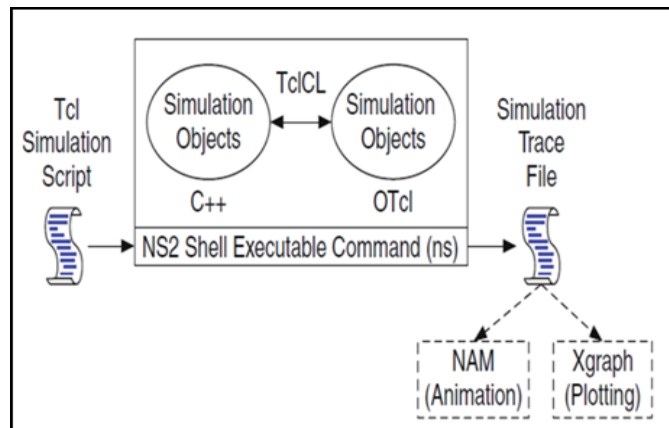 Tcl
Simulation
Script
TclCL
Simulation
Objects
Simulation
Objects
C++
OTcl
NS2 Shell Executable Command (ns)
Simulation
Trace
File
NAM
(Animation)
Xgraph
(Plotting)